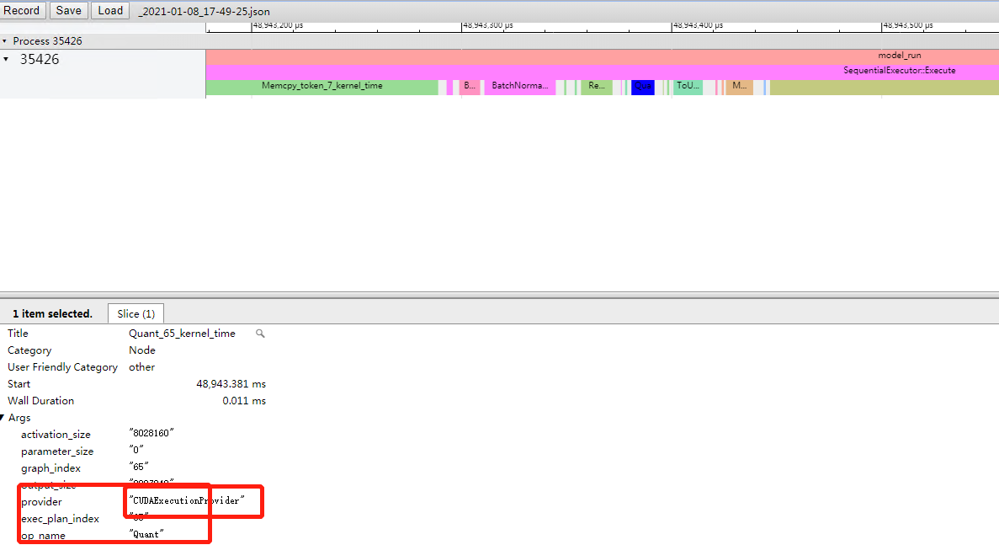 Record Save Load _2021-01-08_17-49-25.json
48,943,200 µs 48,943,300 µs 48,943,400 µs 48,943,500 µs
Process 35426
35426
model_run
SequentialExecutor::Execute
Memcpy_token_7_kernel_time B... BatchNorma... Re... Qua ToU... M...
1 item selected. Slice (1)
Title Quant_65_kernel_time
Category Node
User Friendly Category other
Start 48,943.381 ms
Wall Duration 0.011 ms
Args
activation_size "8028160"
parameter_size "0"
graph_index "65"
output_size
provider "CUDAExecutionProvider"
exec_plan_index
op_name "Quant"